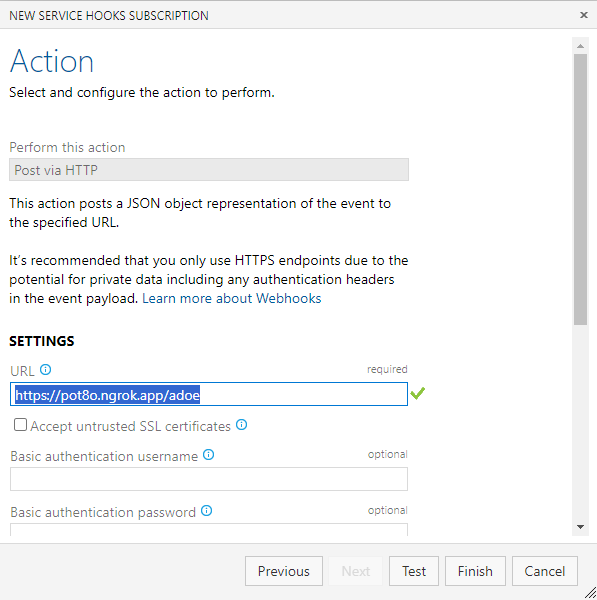 NEW SERVICE HOOKS SUBSCRIPTION
Action
Select and configure the action to perform.
Perform this action
Post via HTTP
This action posts a JSON object representation of the event to
the specified URL.
It's recommended that you only use HTTPS endpoints due to the
potential for private data including any authentication headers
in the event payload. Learn more about Webhooks
SETTINGS
URL required
https://pot8o.ngrok.app/adoe
Accept untrusted SSL certificates
Basic authentication username optional
Basic authentication password optional
Previous Next Test Finish Cancel